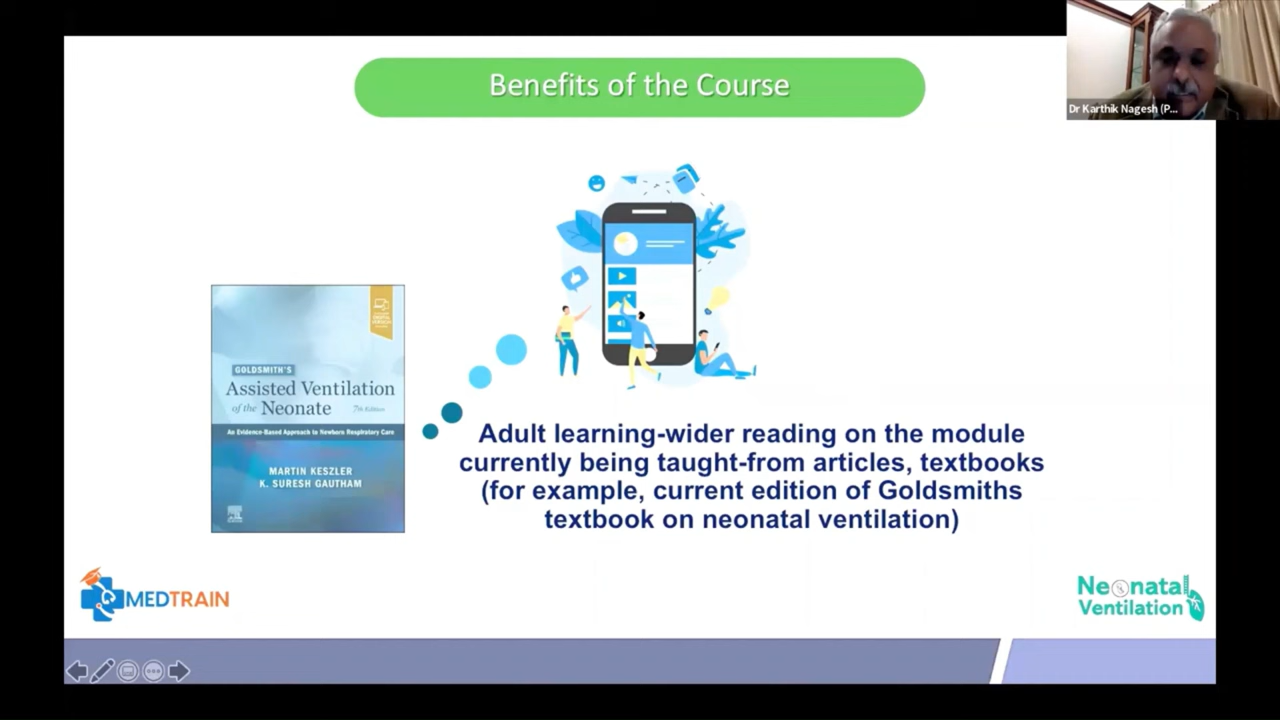 Benefits of the Course
Dr Karthik Nagesh (P...
GOLDSMITH'S
Assisted Ventilation
of the Neonate 7th Edition
An Evidence-Based Approach to Newborn Respiratory Care
MARTIN KESZLER
K. SURESH GAUTHAM
Adult learning-wider reading on the module
currently being taught-from articles, textbooks
(for example, current edition of Goldsmiths
textbook on neonatal ventilation)
MEDTRAIN
Neonatal
Ventilation